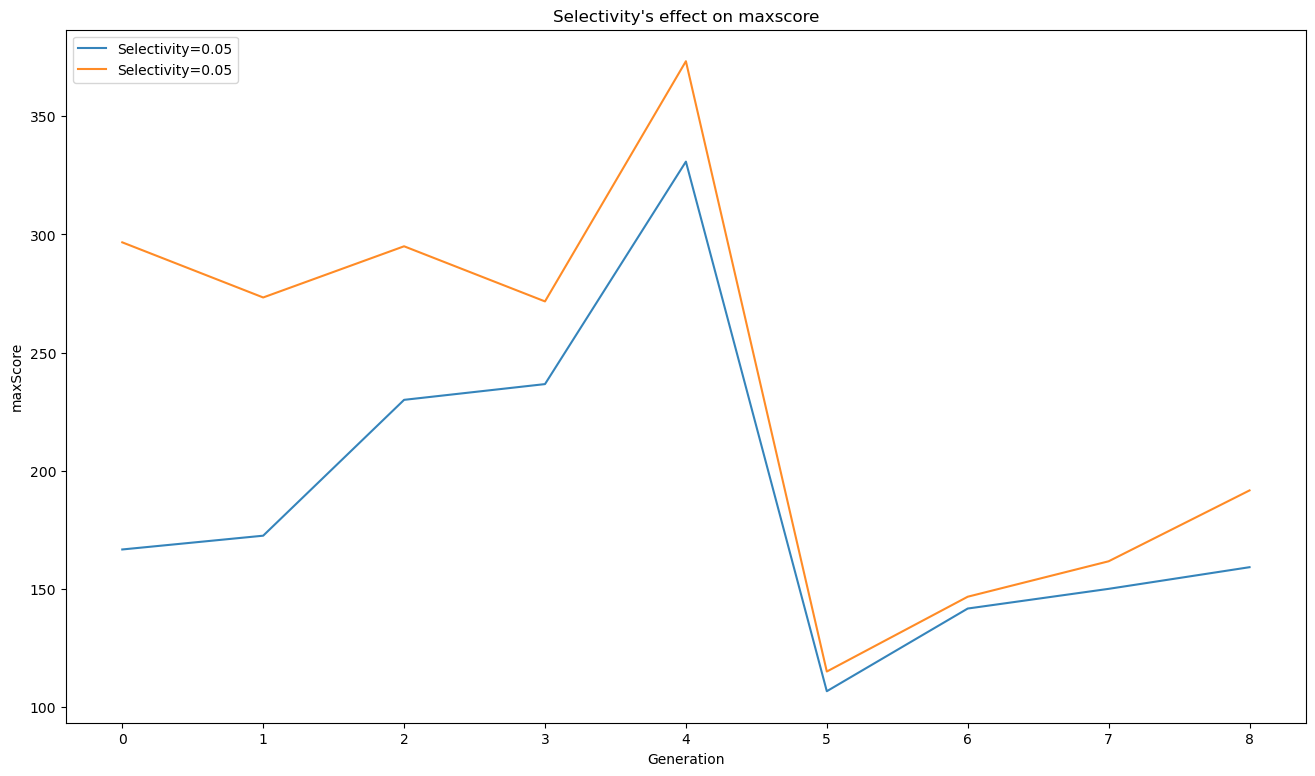 Selectivity's effect on maxscore
Selectivity=0.05
Selectivity=0.05
maxScore
350
300
250
200
150
100
0 1 2 3 4 5 6 7 8
Generation